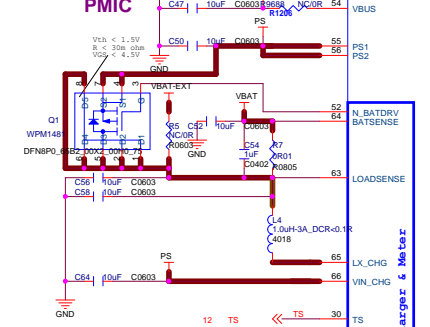 PMIC
C47 10uF C0603 R9688 NC/0R 54 VBUS
R1206
PS
C50 10uF C0603 55 PS1
56 PS2
Vth < 1.5V
R < 30m ohm
VGS < 4.5V
GND
VBAT-EXT
VBAT
52 N_BATDRV
64 BATSENSE
Q1
WPM1481
R5
NC/0R
R0603
C52 10uF C0603
GND
C54
1uF
C0402
R7
0R01
R0805
C56 10uF C0603
C58 10uF C0603
63 LOADSENSE
L4
1.0uH-3A_DCR<0.1R
4018
PS
65 LX_CHG
C64 10uF C0603 66 VIN_CHG
GND
12 TS TS 30 TS
arger & Meter